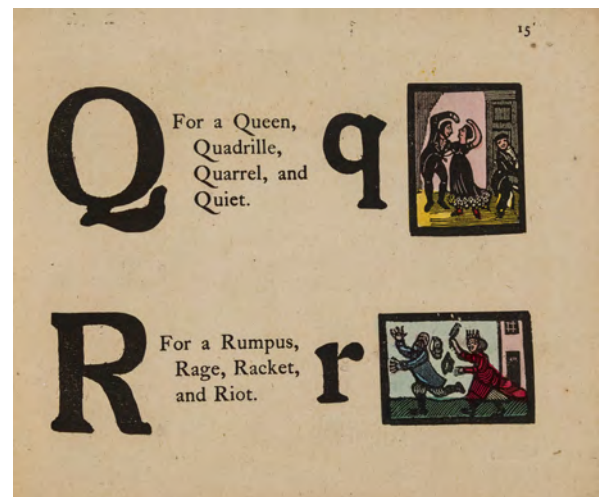 15
Q
For a Queen,
Quadrille,
Quarrel, and
Quiet.
q
R
For a Rumpus,
Rage, Racket,
and Riot.
r